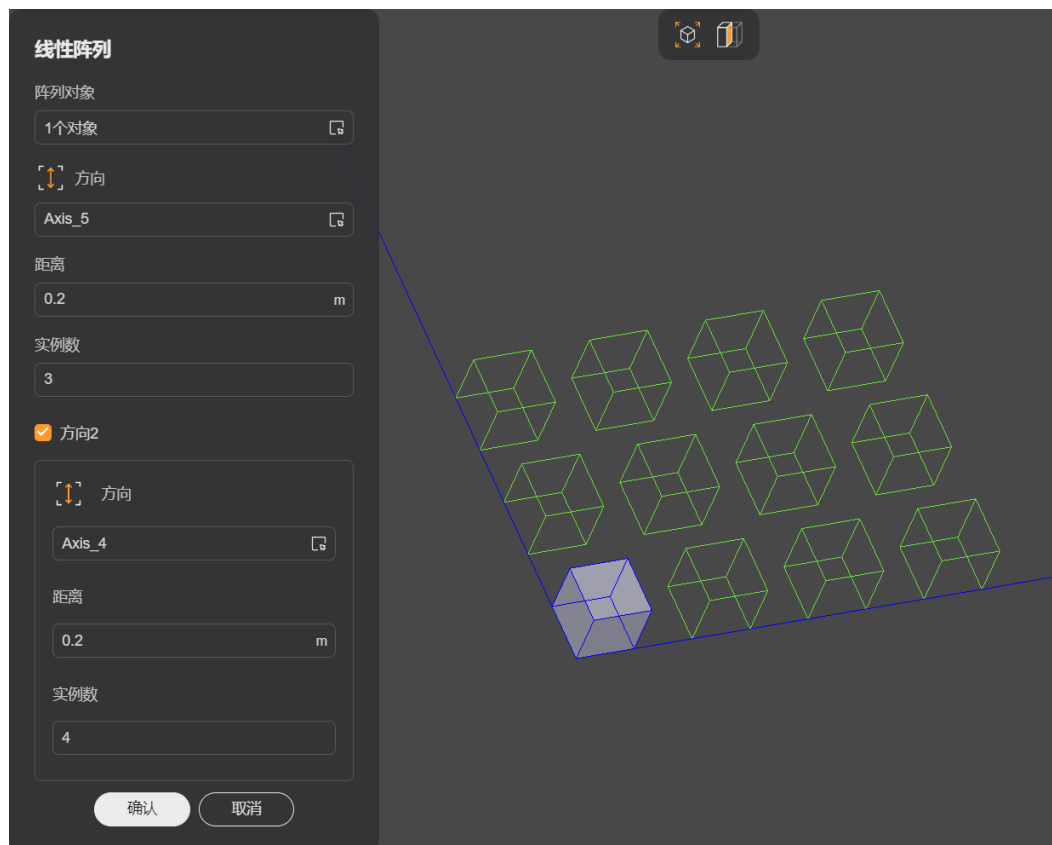 线性阵列
阵列对象
1个对象
方向
Axis_5
距离
0.2 m
实例数
3
方向2
方向
Axis_4
距离
0.2 m
实例数
4
确认 取消